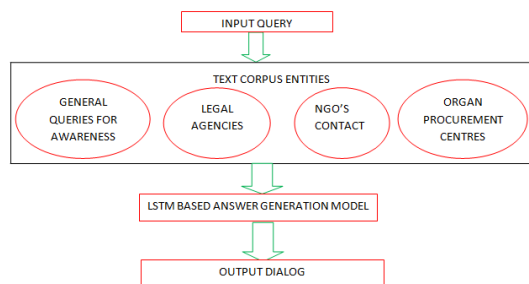 INPUT QUERY
TEXT CORPUS ENTITIES
GENERAL
QUERIES FOR
AWARENESS
LEGAL
AGENCIES
NGO'S
CONTACT
ORGAN
PROCUREMENT
CENTRES
LSTM BASED ANSWER GENERATION MODEL
OUTPUT DIALOG